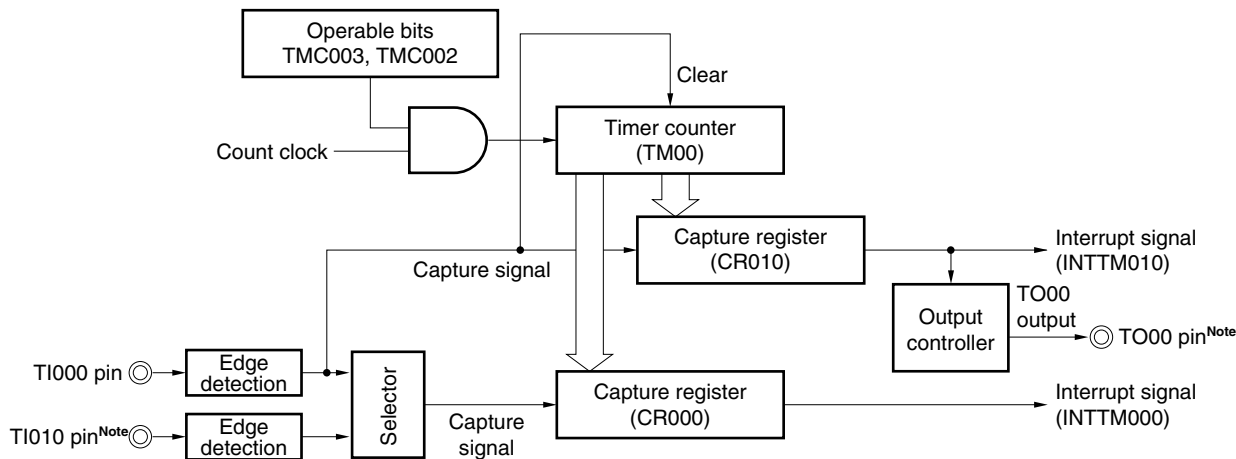 Operable bits
TMC003, TMC002
Clear
Count clock
Timer counter
(TM00)
Capture signal
Capture register
(CR010)
Interrupt signal
(INTTM010)
Output
controller
TO00
output
TO00 pinNote
TI000 pin
Edge
detection
TI010 pinNote
Edge
detection
Selector
Capture
signal
Capture register
(CR000)
Interrupt signal
(INTTM000)